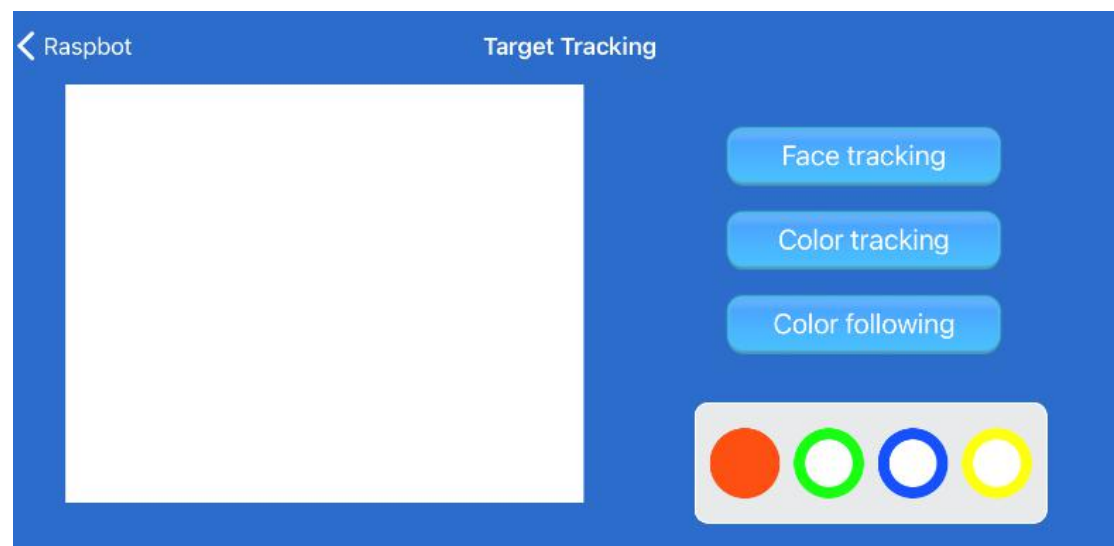 Raspbot
Target Tracking
Face tracking
Color tracking
Color following